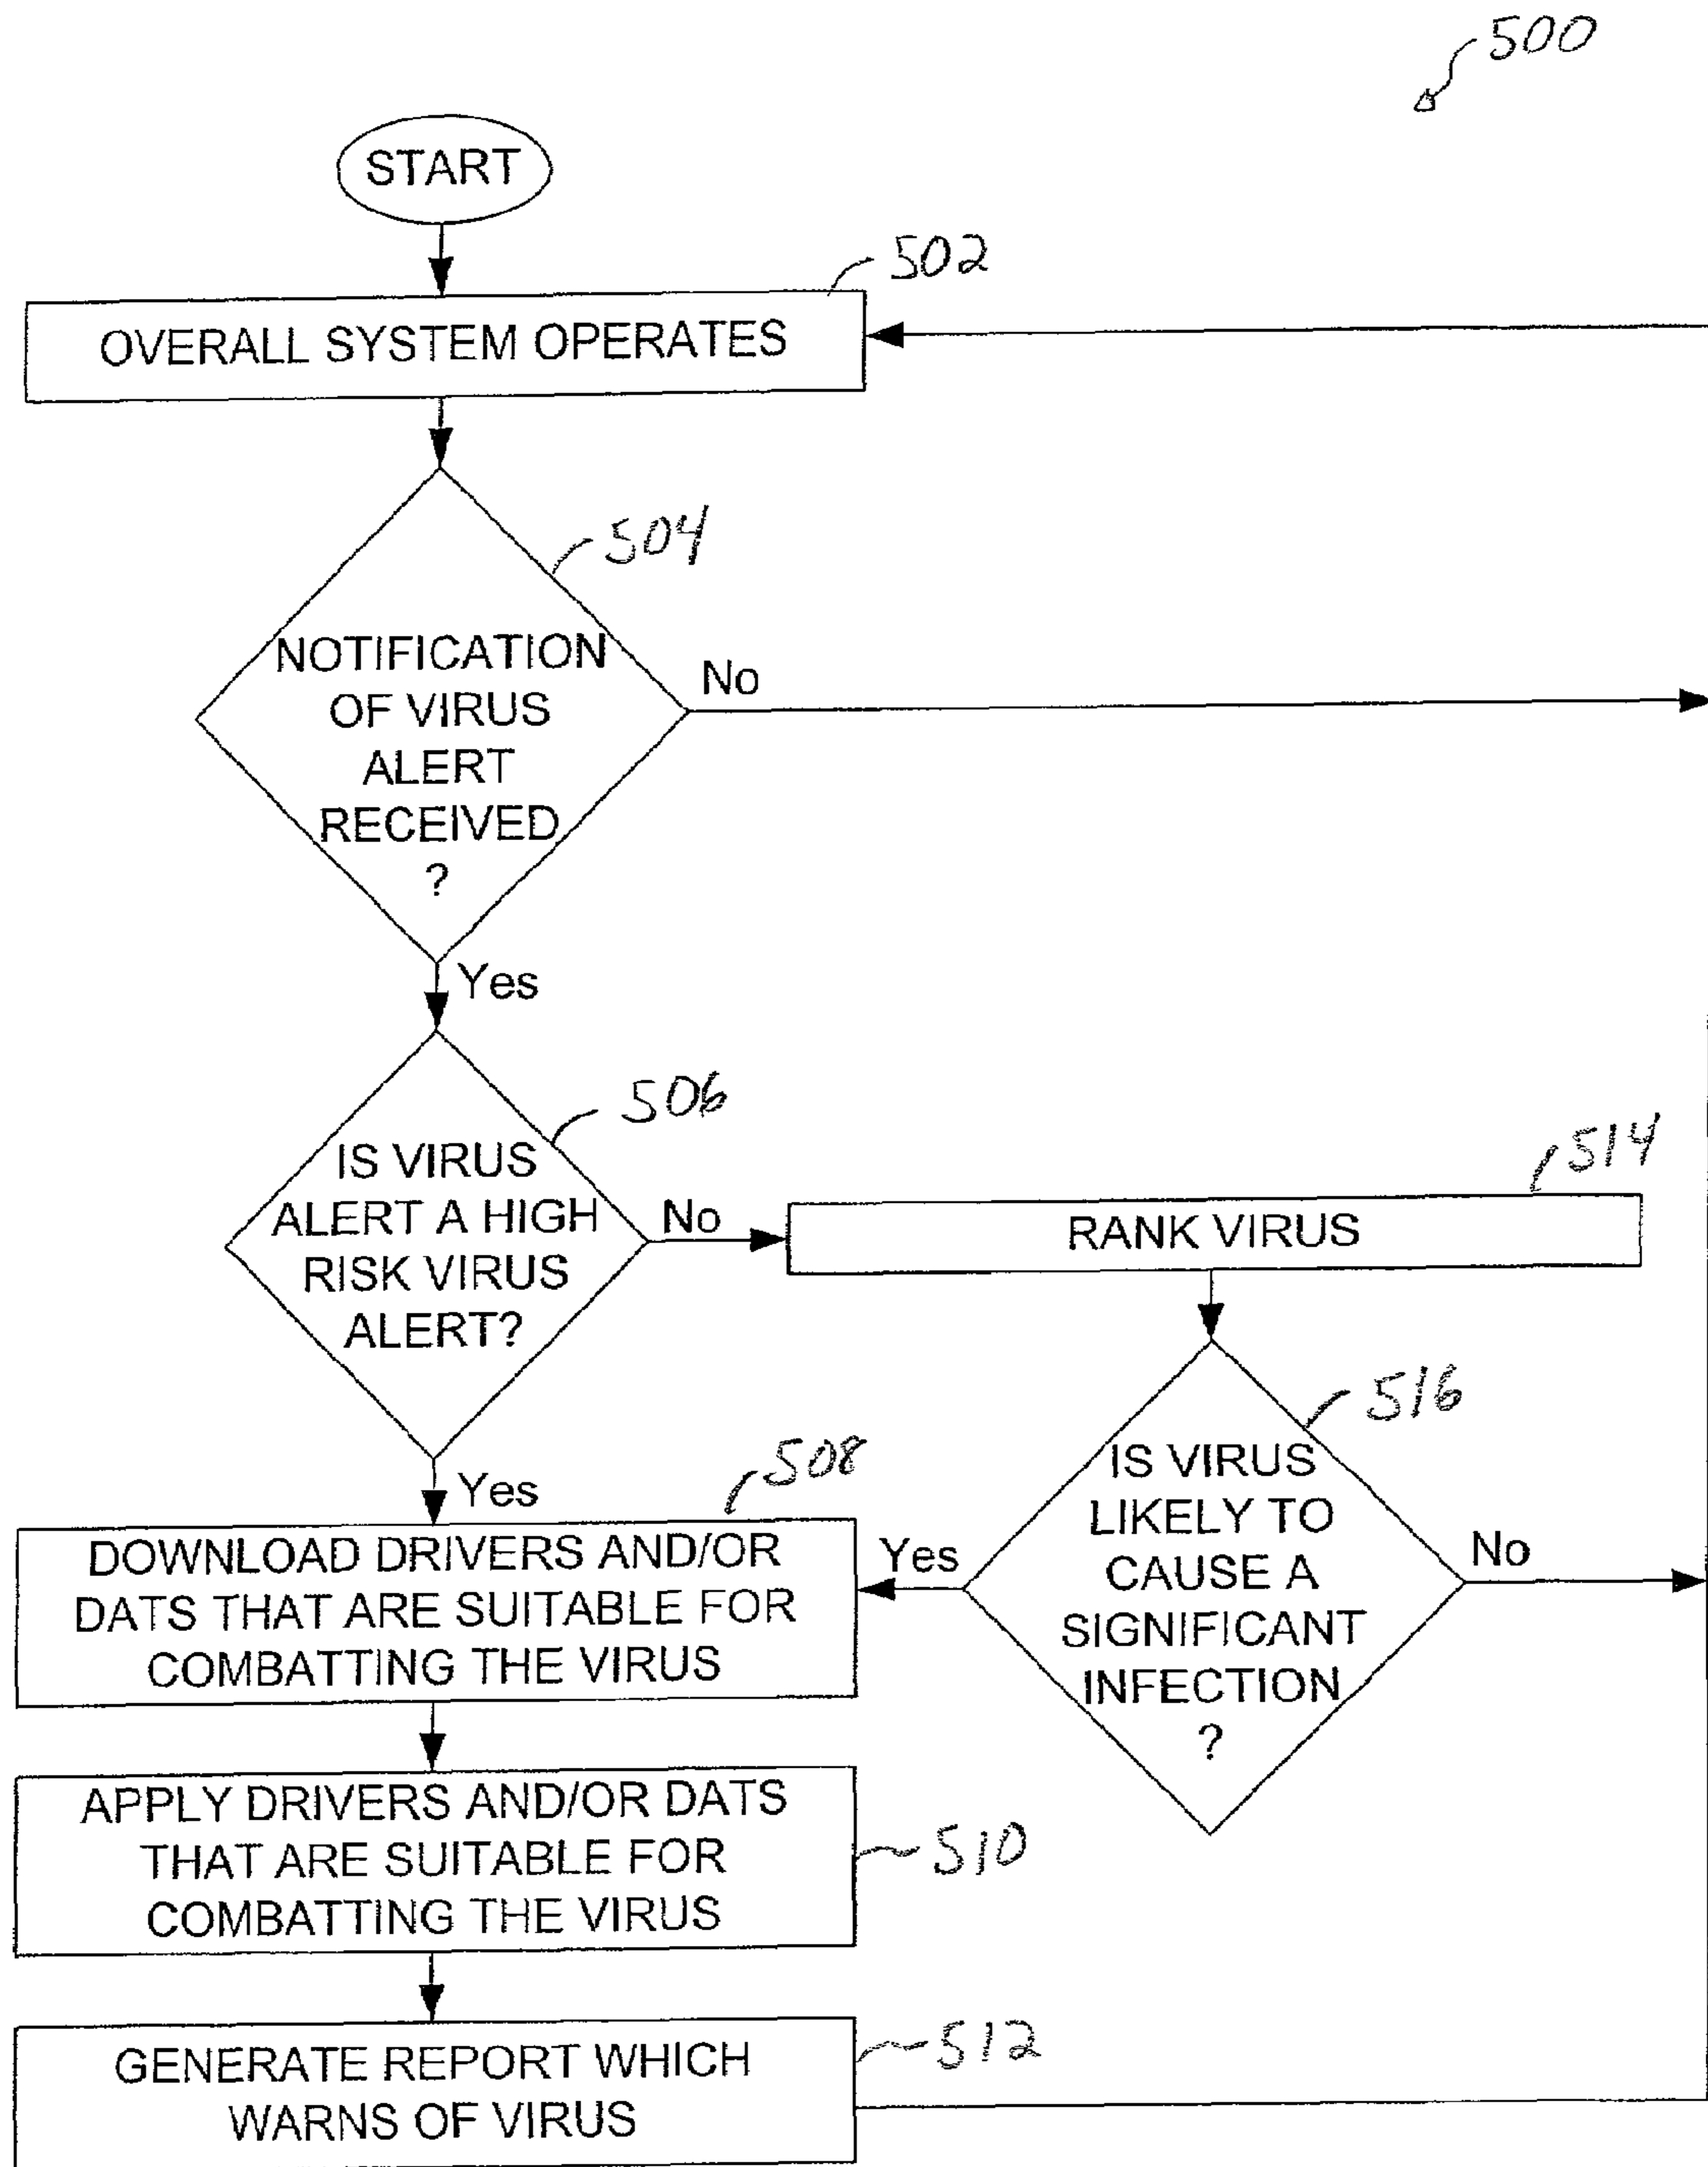 500
START
502
OVERALL SYSTEM OPERATES
504
NOTIFICATION
OF VIRUS
ALERT
RECEIVED
?
No
Yes
506
IS VIRUS
ALERT A HIGH
RISK VIRUS
ALERT?
No
514
RANK VIRUS
516
IS VIRUS
LIKELY TO
CAUSE A
SIGNIFICANT
INFECTION
?
Yes
No
Yes
508
DOWNLOAD DRIVERS AND/OR
DATS THAT ARE SUITABLE FOR
COMBATTING THE VIRUS
APPLY DRIVERS AND/OR DATS
THAT ARE SUITABLE FOR
COMBATTING THE VIRUS
510
GENERATE REPORT WHICH
WARNS OF VIRUS
512